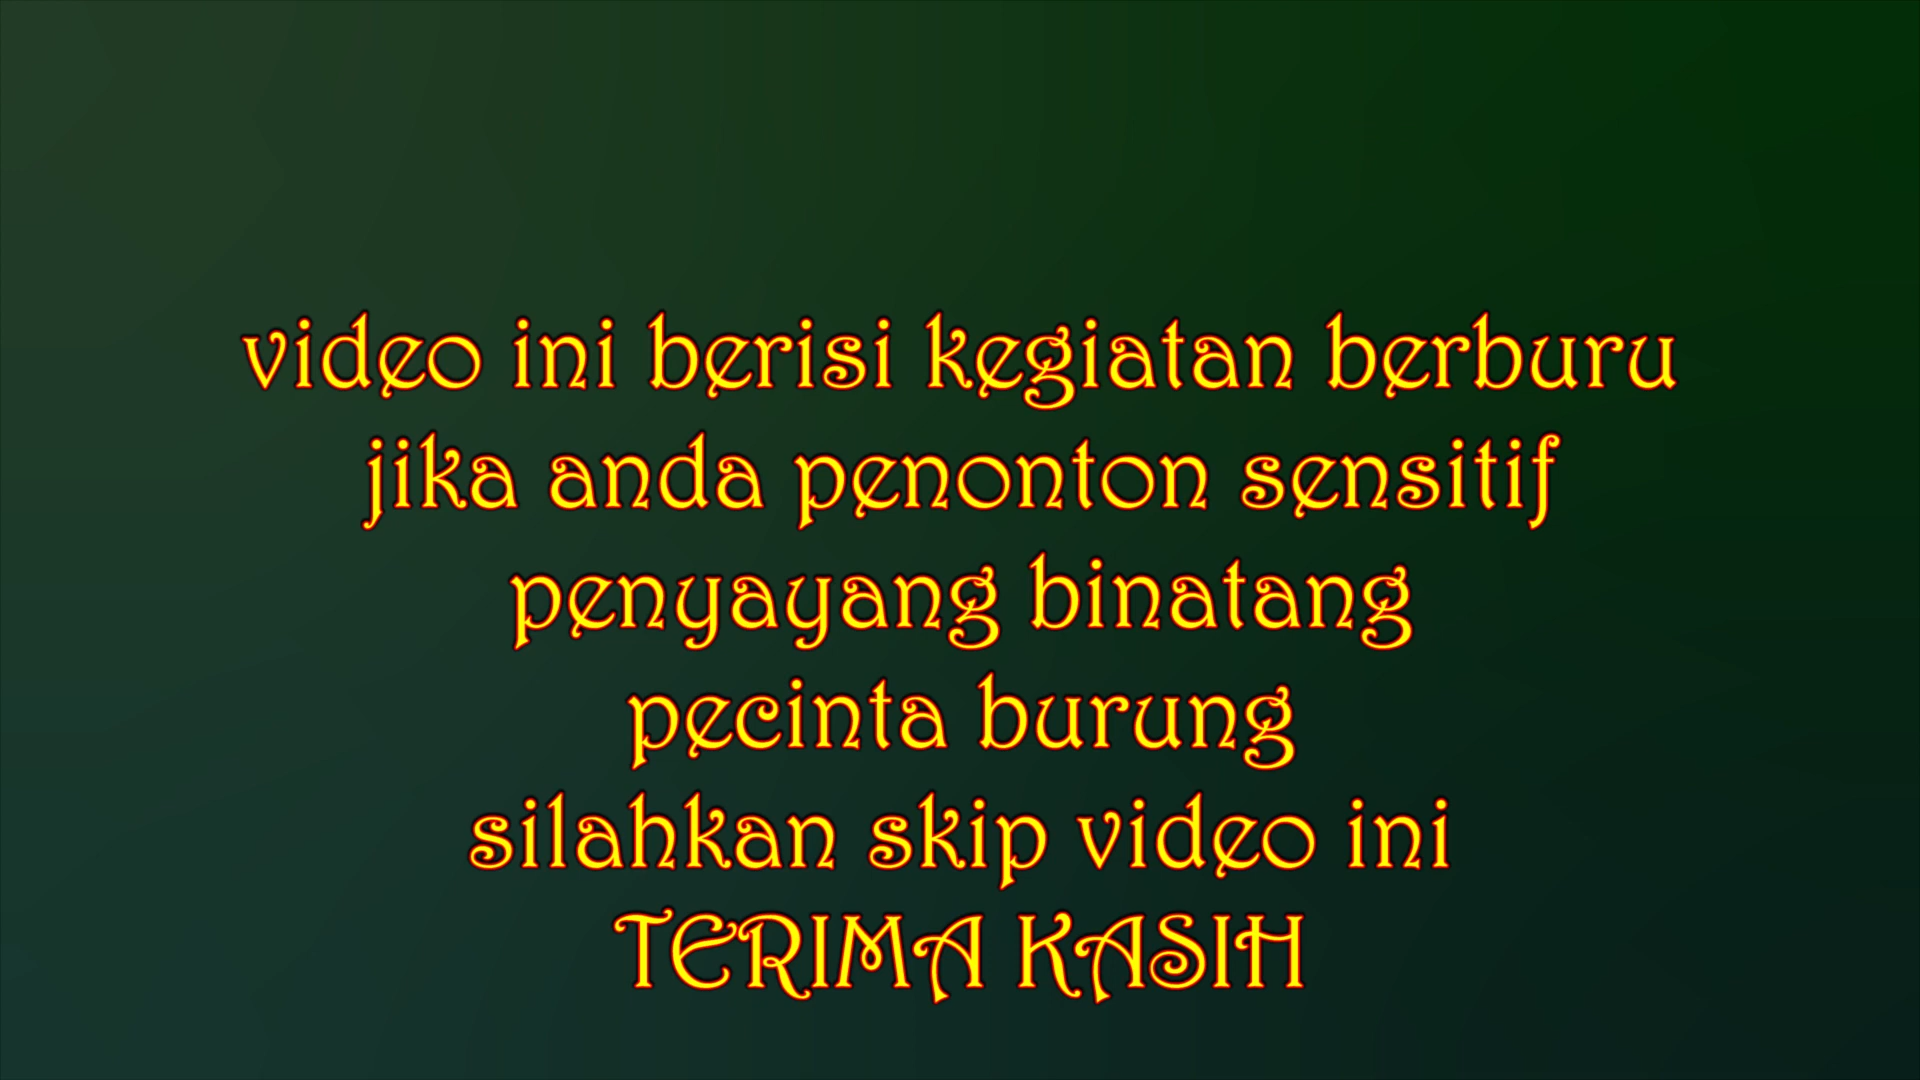 video ini berisi kegiatan berburu
jika anda penonton sensitif
penyayang binatang
pecinta burung
silahkan skip video ini
TERIMA KASIH